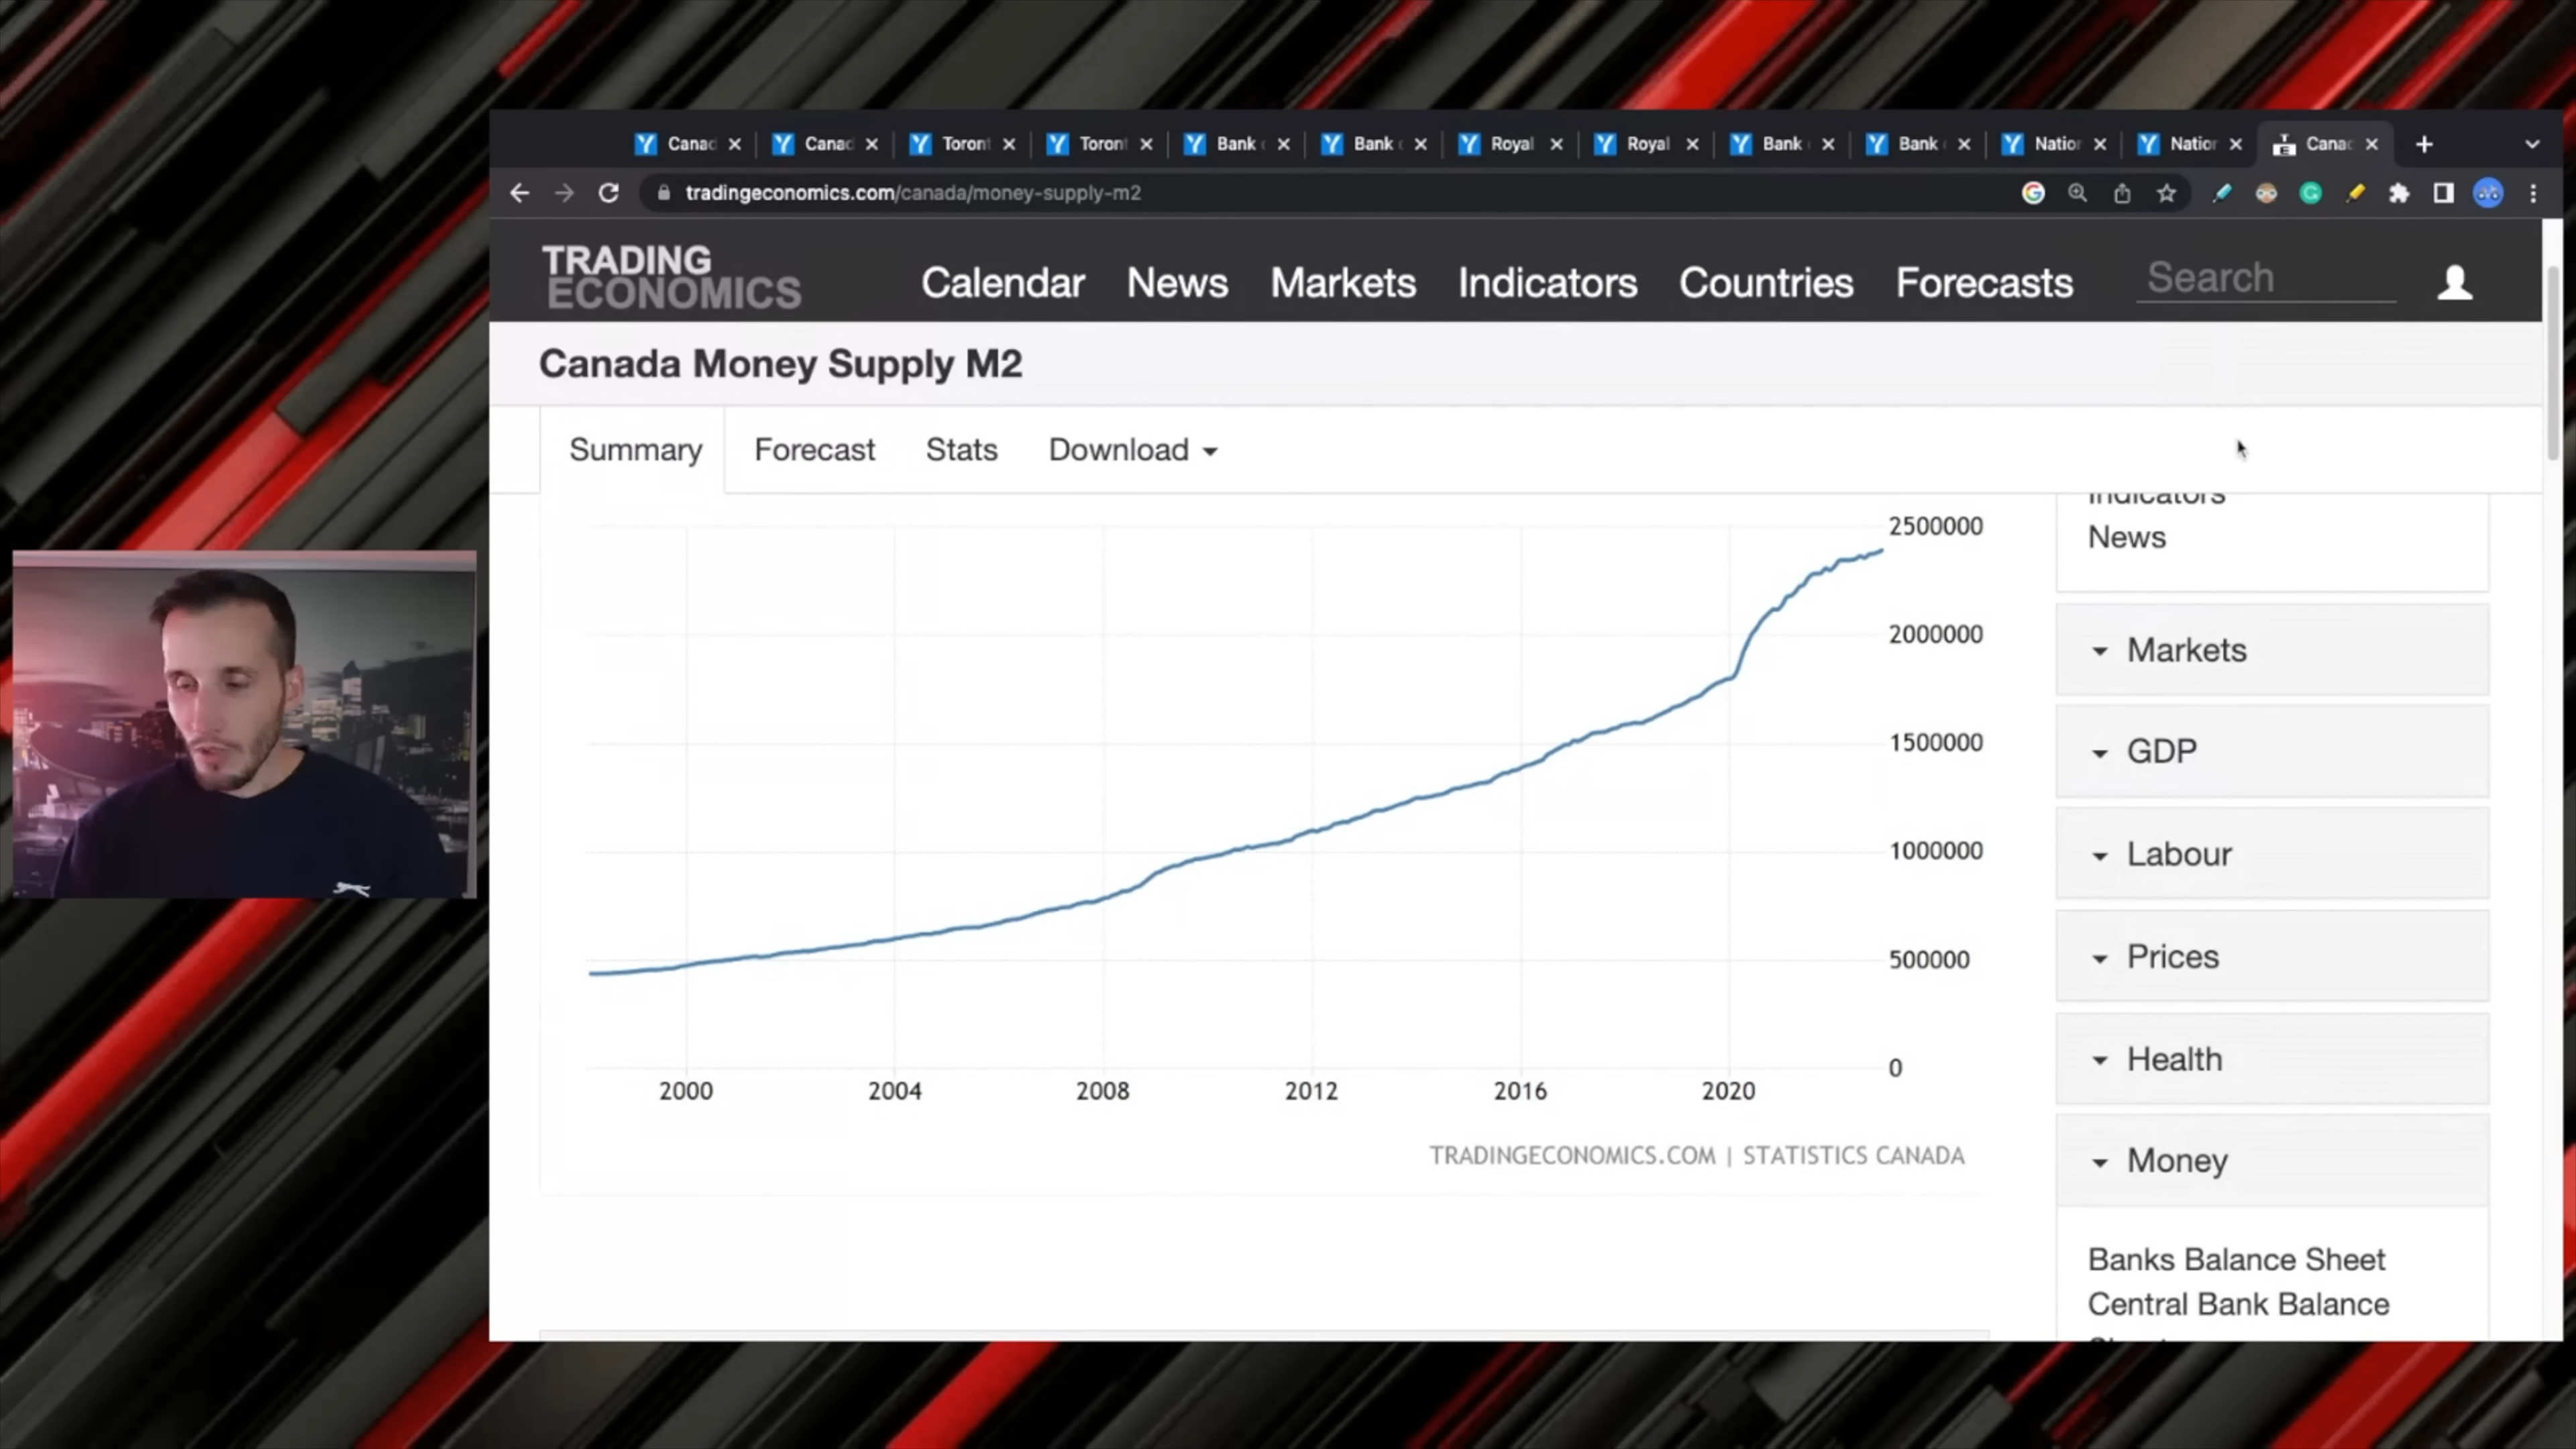 Canad
Canad
Toront
Toront
Bank
Bank
Royal
Royal
Bank
Bank
Nation
Nation
Canad
tradingeconomics.com/canada/money-supply-m2
TRADING
ECONOMICS
Calendar News Markets Indicators Countries Forecasts Search
Canada Money Supply M2
Summary Forecast Stats Download
Indicators
News
Markets
GDP
Labour
Prices
Health
Money
Banks Balance Sheet
Central Bank Balance
2500000
2000000
1500000
1000000
500000
0
2000 2004 2008 2012 2016 2020
TRADINGECONOMICS.COM | STATISTICS CANADA